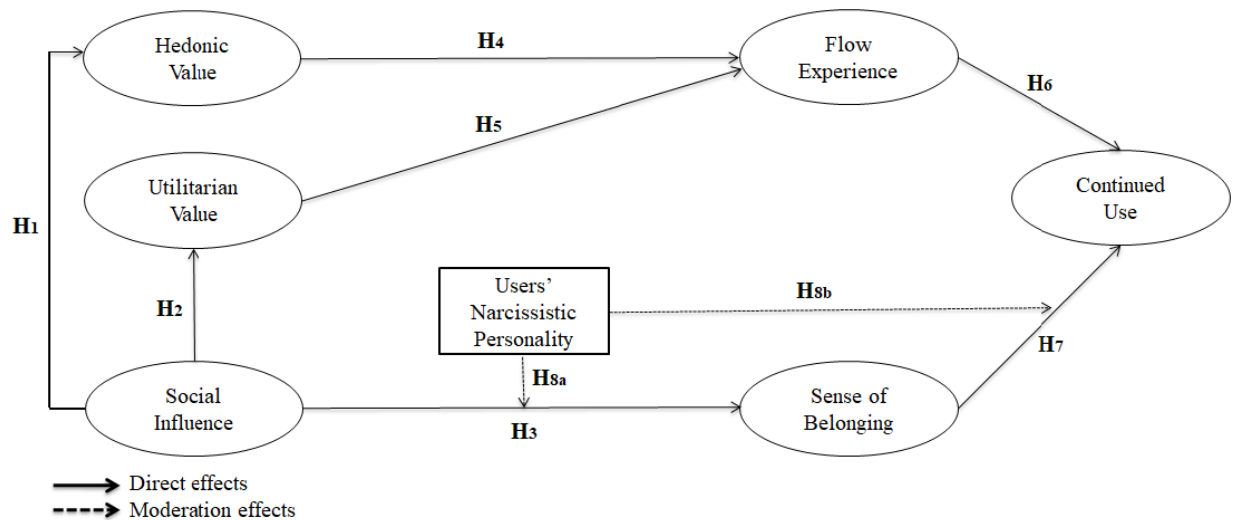 Hedonic
Value
H4
Flow
Experience
H6
H5
Utilitarian
Value
Continued
Use
H1
H2
Users'
Narcissistic
Personality
H8b
H7
H8a
Social
Influence
H3
Sense of
Belonging
Direct effects
Moderation effects